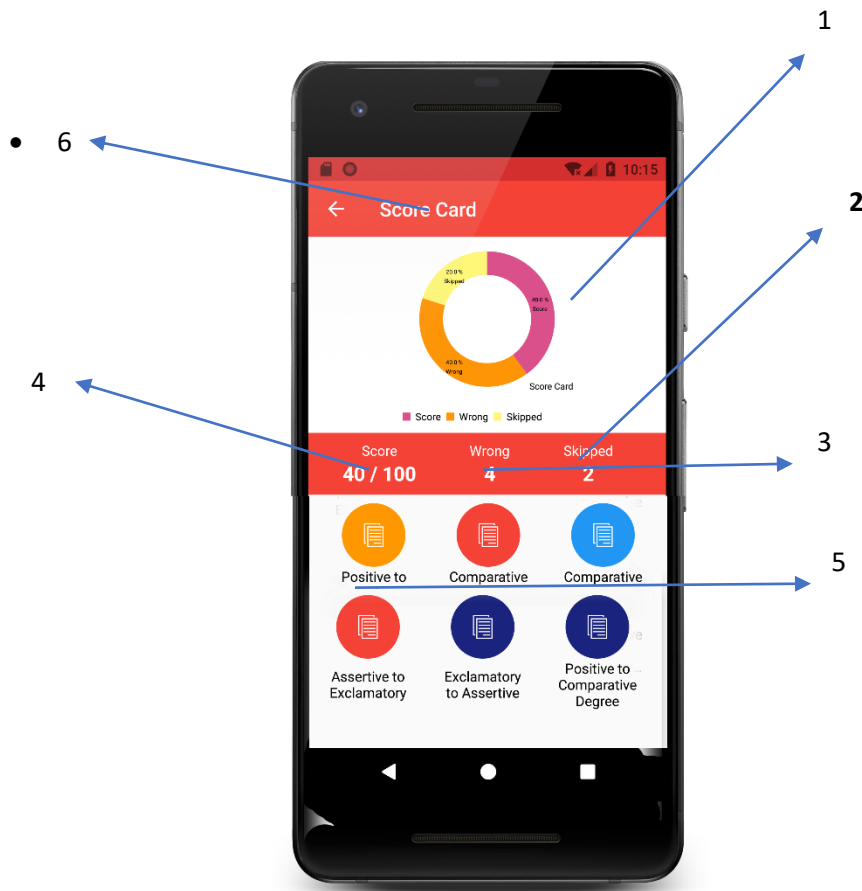 1
• 6
10:15
Score Card
2
20.0 %
Skipped
40.0 %
Score
40.0 %
Wrong
4
Score Card
Score Wrong Skipped
Score Wrong Skipped
3
40 / 100 4 2
5
Positive to Comparative Comparative
Assertive to
Exclamatory
Exclamatory
to Assertive
Positive to
Comparative
Degree